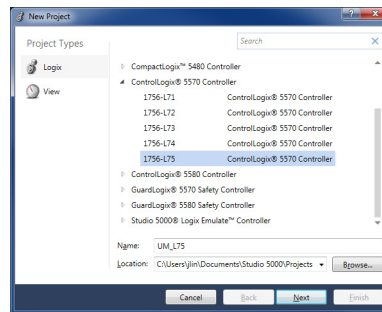 New Project
Project Types
Search
Logix
View
CompactLogix™ 5480 Controller
ControlLogix® 5570 Controller
1756-L71 ControlLogix® 5570 Controller
1756-L72 ControlLogix® 5570 Controller
1756-L73 ControlLogix® 5570 Controller
1756-L74 ControlLogix® 5570 Controller
1756-L75 ControlLogix® 5570 Controller
ControlLogix® 5580 Controller
GuardLogix® 5570 Safety Controller
GuardLogix® 5580 Safety Controller
Studio 5000® Logix Emulate™ Controller
Name: UM_L75
Location: C:\Users\jlin\Documents\Studio 5000\Projects Browse...
Cancel Back Next Finish